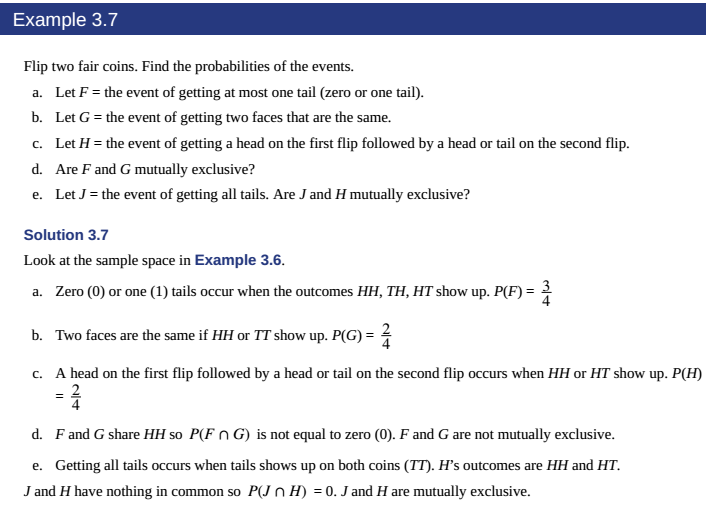 Example 3.7
Flip two fair coins. Find the probabilities of the events.
a. Let F = the event of getting at most one tail (zero or one tail).
b. Let G = the event of getting two faces that are the same.
c. Let H = the event of getting a head on the first flip followed by a head or tail on the second flip.
d. Are F and G mutually exclusive?
e. Let J = the event of getting all tails. Are J and H mutually exclusive?
Solution 3.7
Look at the sample space in Example 3.6.
a. Zero (0) or one (1) tails occur when the outcomes HH, TH, HT show up. P(F) = 3/4
b. Two faces are the same if HH or TT show up. P(G) = 2/4
c. A head on the first flip followed by a head or tail on the second flip occurs when HH or HT show up. P(H)
= 2/4
d. F and G share HH so P(F ∩ G) is not equal to zero (0). F and G are not mutually exclusive.
e. Getting all tails occurs when tails shows up on both coins (TT). H’s outcomes are HH and HT.
J and H have nothing in common so P(J ∩ H) = 0. J and H are mutually exclusive.